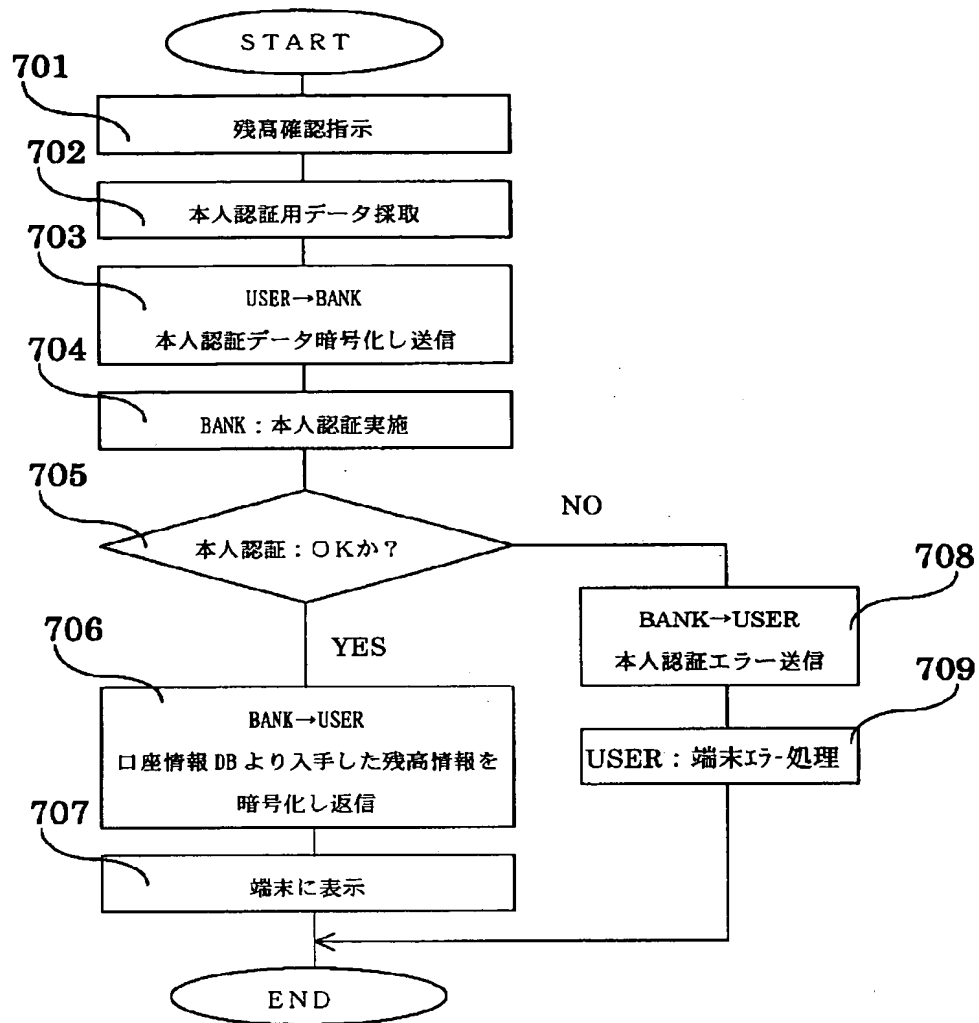 START
701
残高確認指示
702
本人認証用データ採取
703
USER→BANK
本人認証データ暗号化し送信
704
BANK:本人認証実施
705
本人認証:OKか?
NO
YES
706
BANK→USER
口座情報DBより入手した残高情報を
暗号化し返信
707
端末に表示
708
BANK→USER
本人認証エラー送信
709
USER:端末エラー処理
END